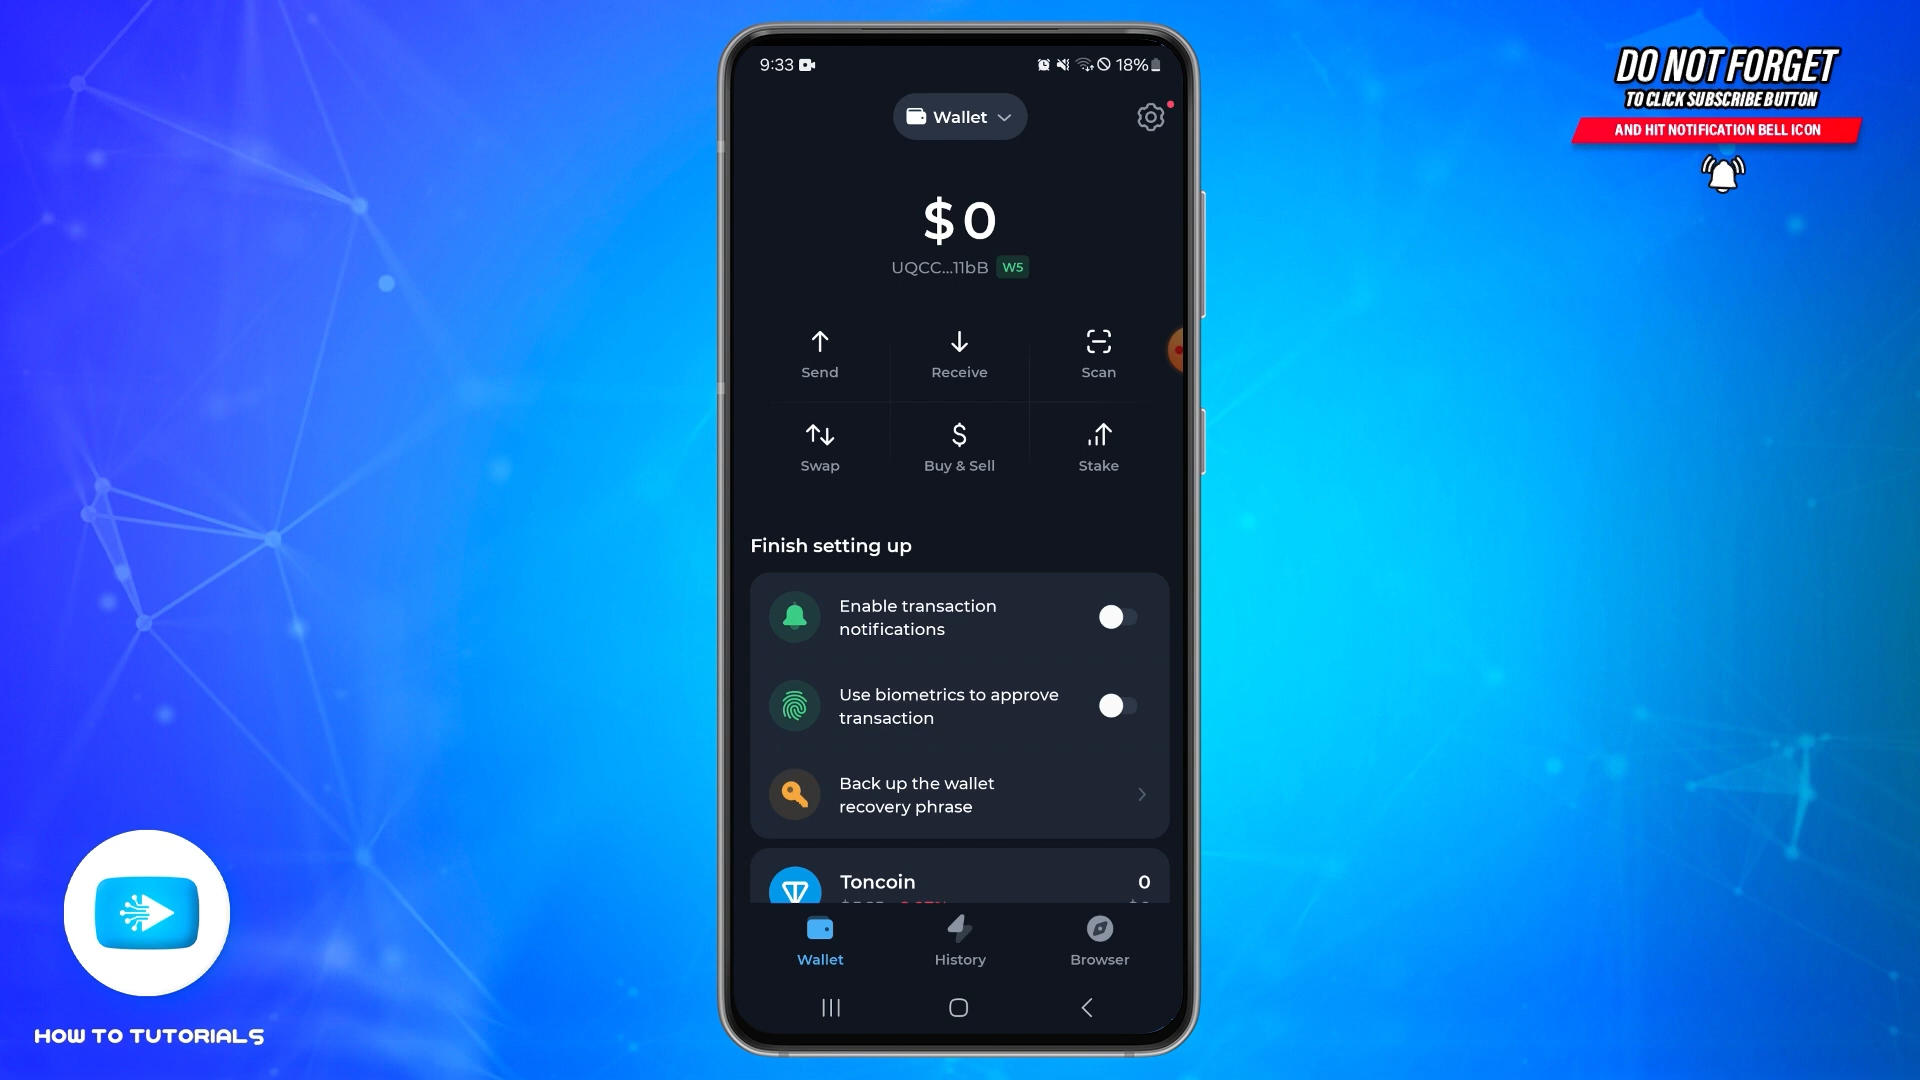 9:33
18%
DO NOT FORGET
TO CLICK SUBSCRIBE BUTTON
AND HIT NOTIFICATION BELL ICON
Wallet
$0
UQCC...11bB W5
Send
Receive
Scan
Swap
Buy & Sell
Stake
Finish setting up
Enable transaction
notifications
Use biometrics to approve
transaction
Back up the wallet
recovery phrase
Toncoin
0
Wallet
History
Browser
HOW TO TUTORIALS